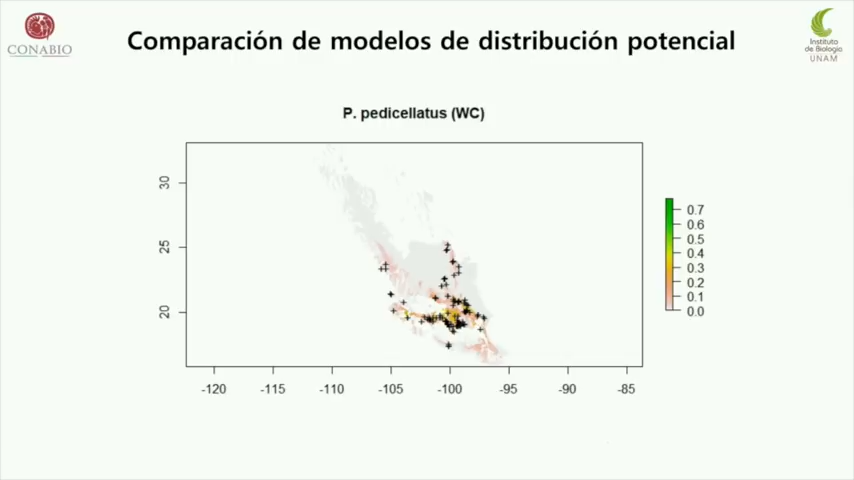 CONABIO
Comparación de modelos de distribución potencial
Instituto
de Biología
UNAM
P. pedicellatus (WC)
30
25
20
-120 -115 -110 -105 -100 -95 -90 -85
0.7
0.6
0.5
0.4
0.3
0.2
0.1
0.0